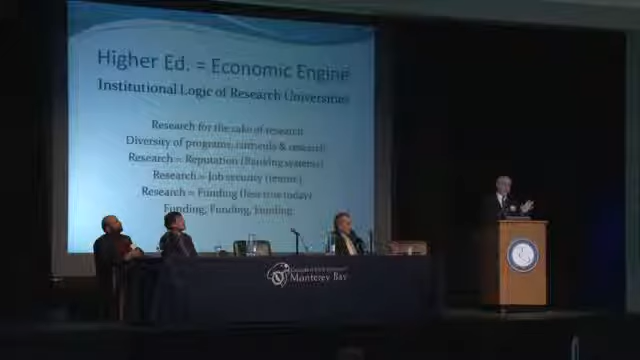 Higher Ed. = Economic Engine
Institutional Logic of Research Universities
Research for the sake of research
Diversity of programs, curricula & research
Research = Reputation (Ranking systems)
Research = Job security (tenure)
Research = Funding (less true today)
Funding, Funding, Funding
Monterey Bay